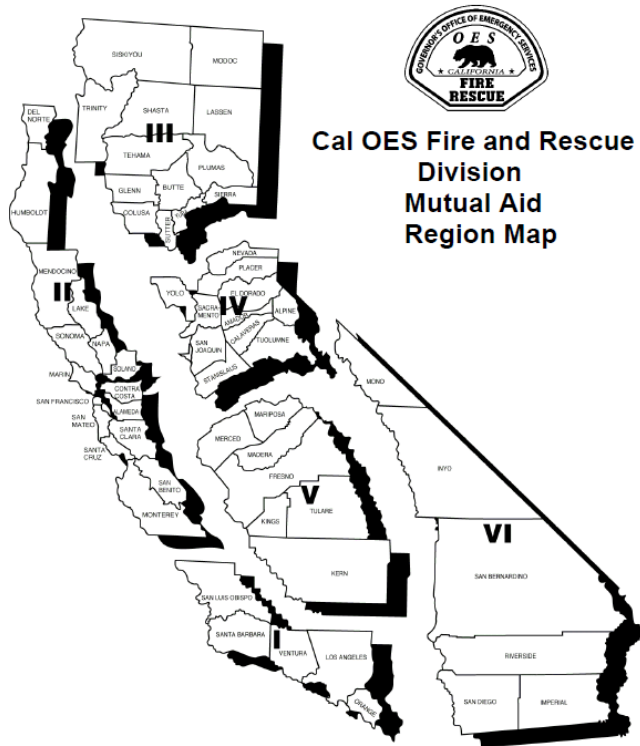 GOVERNOR'S OFFICE OF EMERGENCY SERVICES
O E S
CALIFORNIA
FIRE
RESCUE
Cal OES Fire and Rescue
Division
Mutual Aid
Region Map
SISKIYOU
MODOC
DEL
NORTE
TRINITY
SHASTA
LASSEN
III
TEHAMA
PLUMAS
HUMBOLDT
GLENN
BUTTE
SIERRA
COLUSA
SUTTER
YUBA
NEVADA
PLACER
MENDOCINO
II
YOLO
EL DORADO
LAKE
SACRA-
MENTO
IV
AMADOR
ALPINE
SONOMA
NAPA
SAN
JOAQUIN
CALAVERAS
TUOLUMNE
MARIN
SOLANO
STANISLAUS
MONO
SAN FRANCISCO
CONTRA
COSTA
ALAMEDA
SAN
MATEO
SANTA
CLARA
SANTA
CRUZ
MARIPOSA
MERCED
MADERA
INYO
SAN
BENITO
FRESNO
MONTEREY
V
KINGS
TULARE
VI
KERN
SAN BERNARDINO
SAN LUIS OBISPO
SANTA BARBARA
I
VENTURA
LOS ANGELES
ORANGE
RIVERSIDE
SAN DIEGO
IMPERIAL